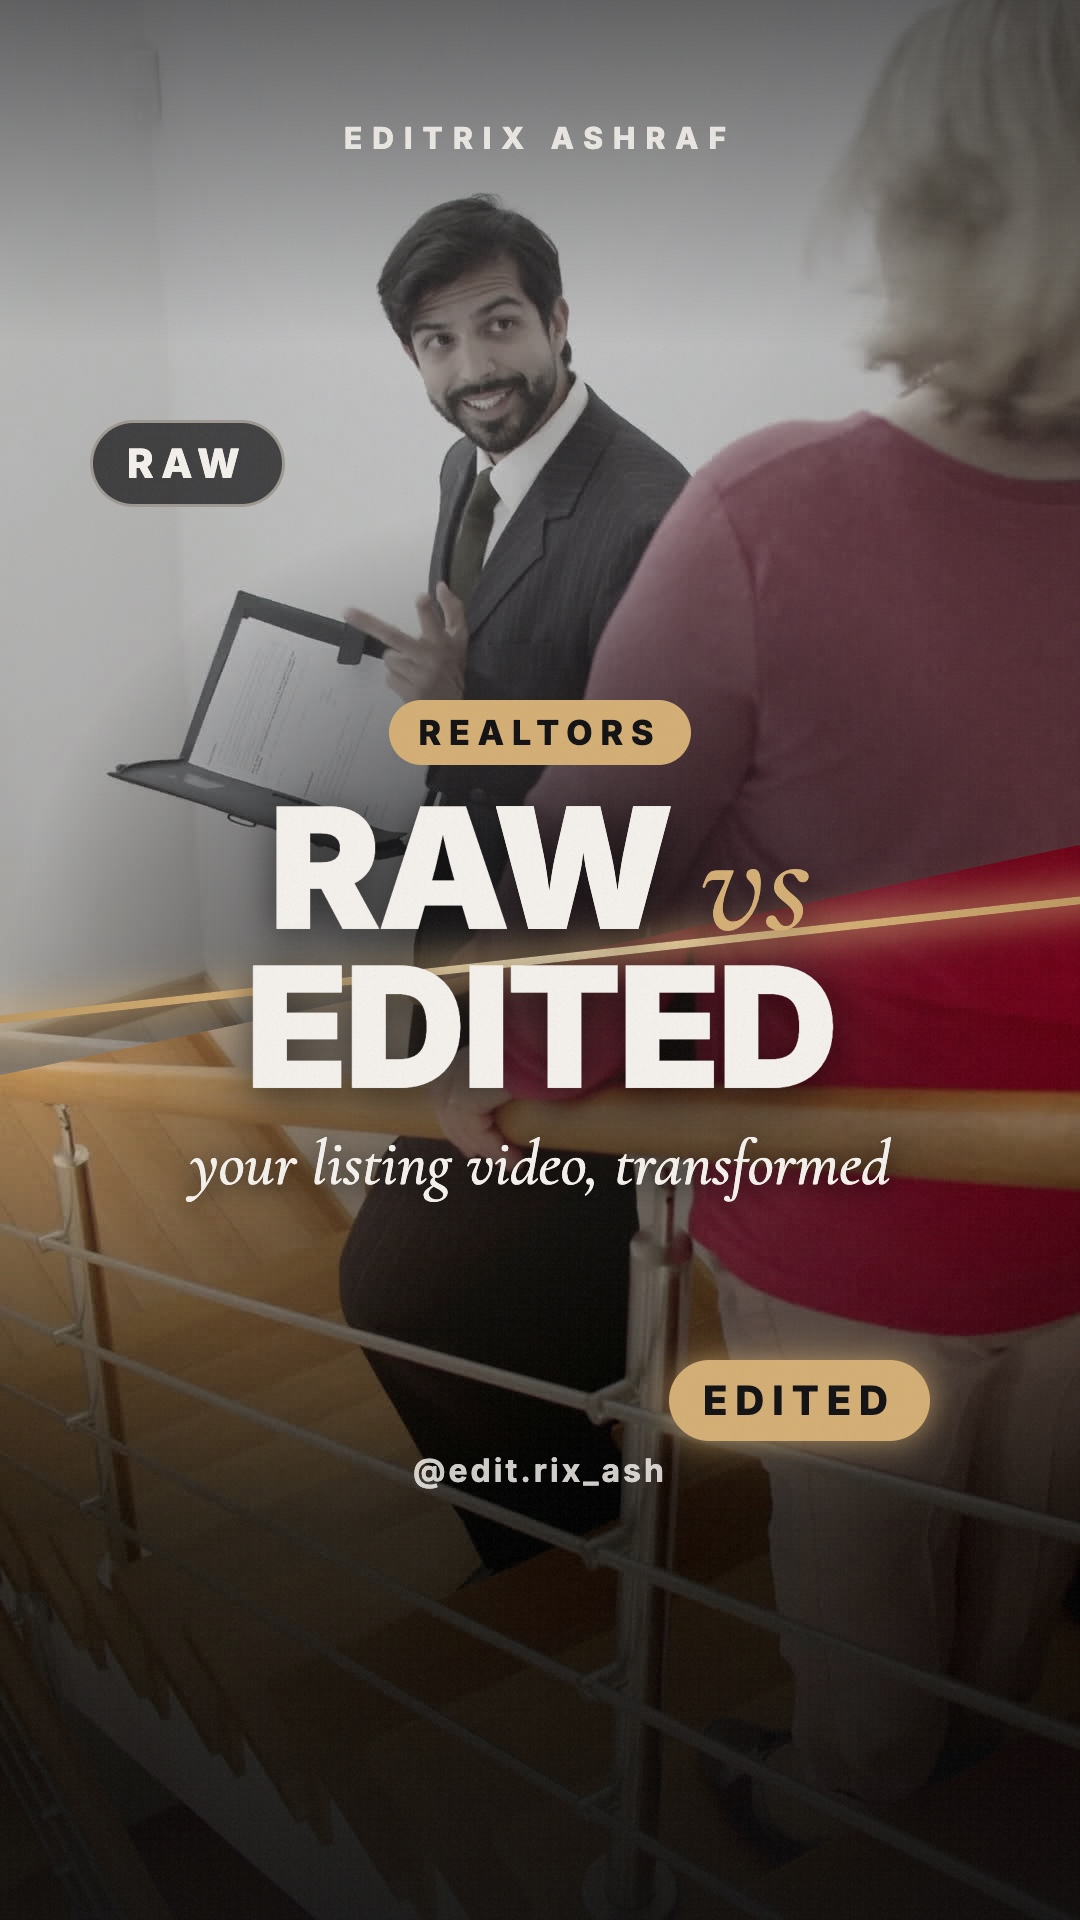 EDITRIX ASHRAF
RAW
REALTORS
RAW vs
EDITED
your listing video, transformed
EDITED
@edit.rix_ash